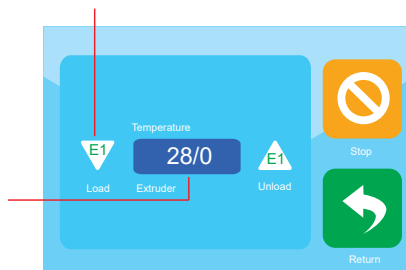 Temperature
E1
28/0
E1
Load
Extruder
Unload
Stop
Return